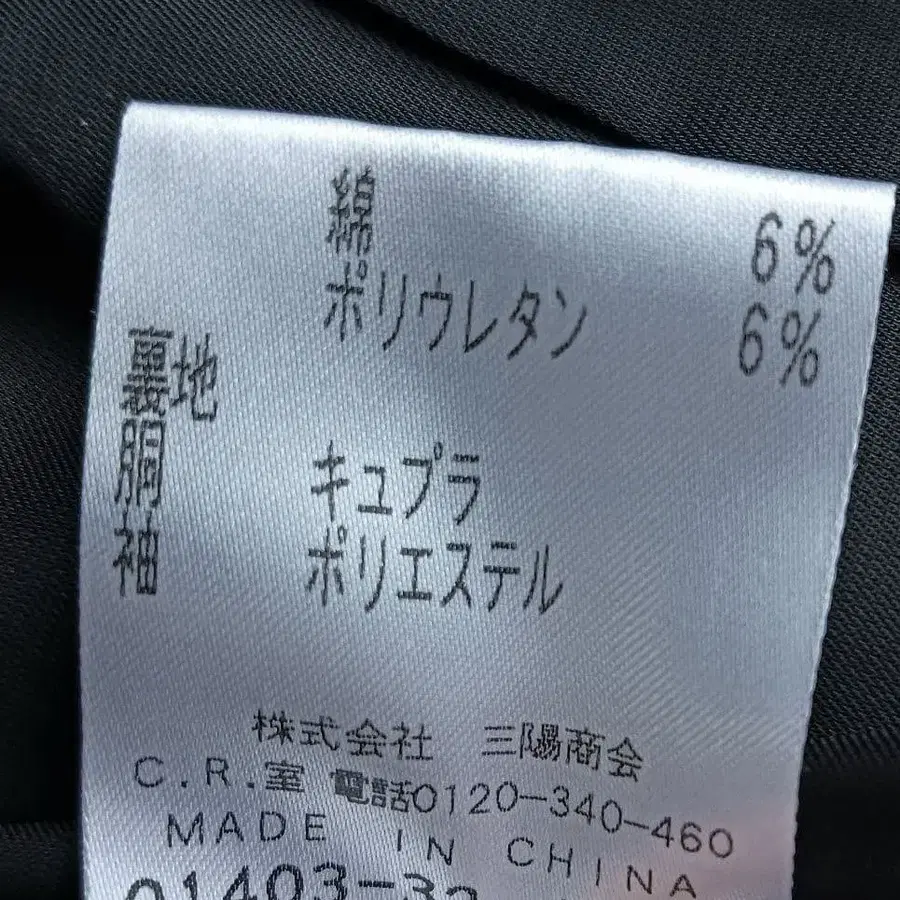 綿 6%
ポリウレタン 6%
裏地
胴 キュプラ
袖 ポリエステル
株式会社 三陽商会
C.R.室 電話0120-340-460
MADE IN CHINA
01403-32